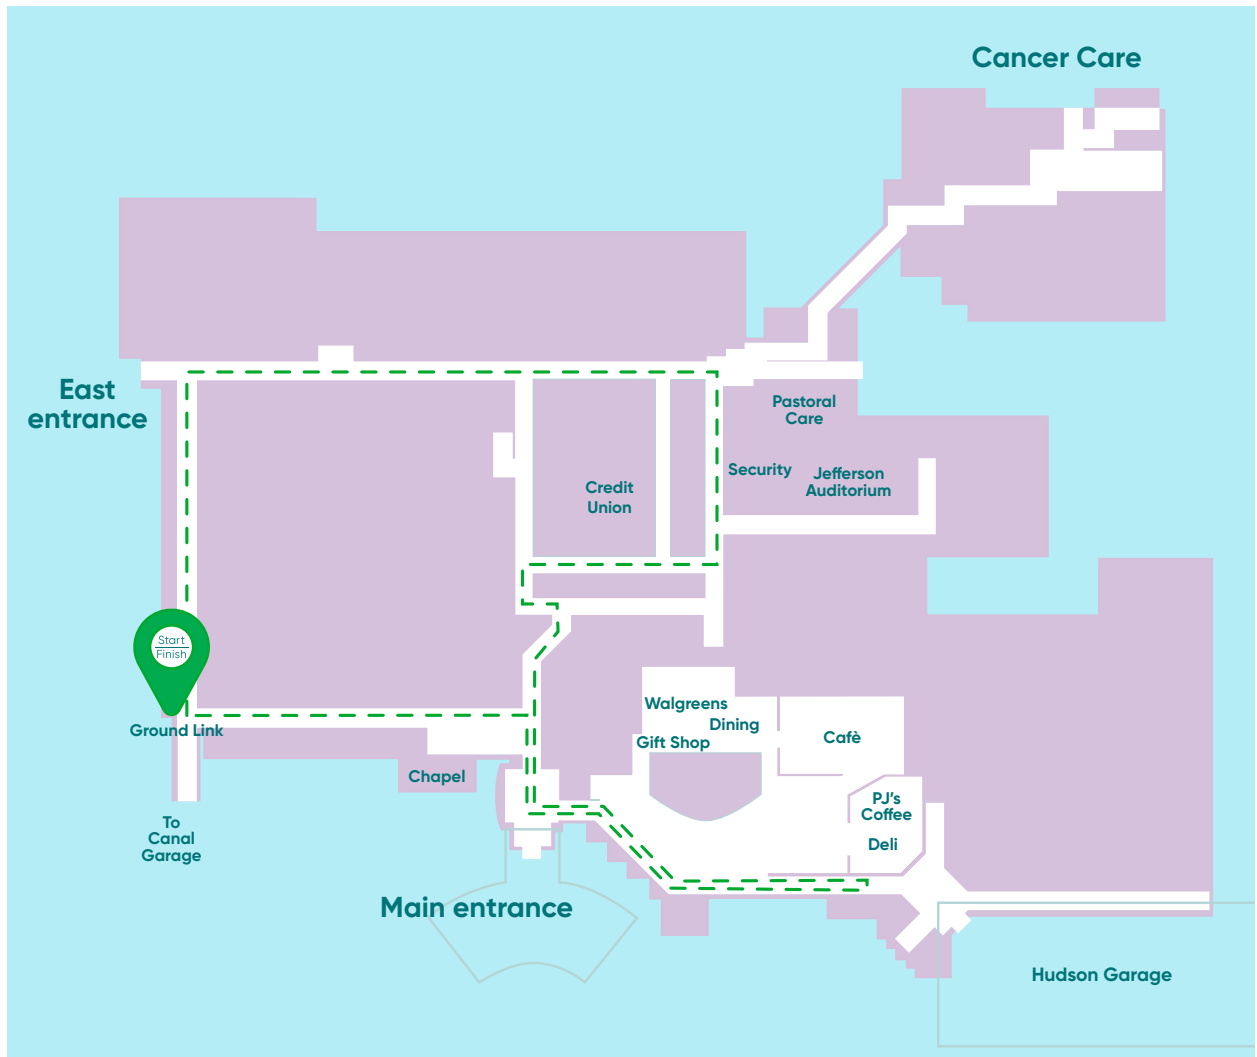 Cancer Care
East
entrance
Pastoral
Care
Security
Jefferson
Auditorium
Credit
Union
Start
Finish
Ground Link
Walgreens
Dining
Gift Shop
Cafè
Chapel
PJ's
Coffee
Deli
To
Canal
Garage
Main entrance
Hudson Garage